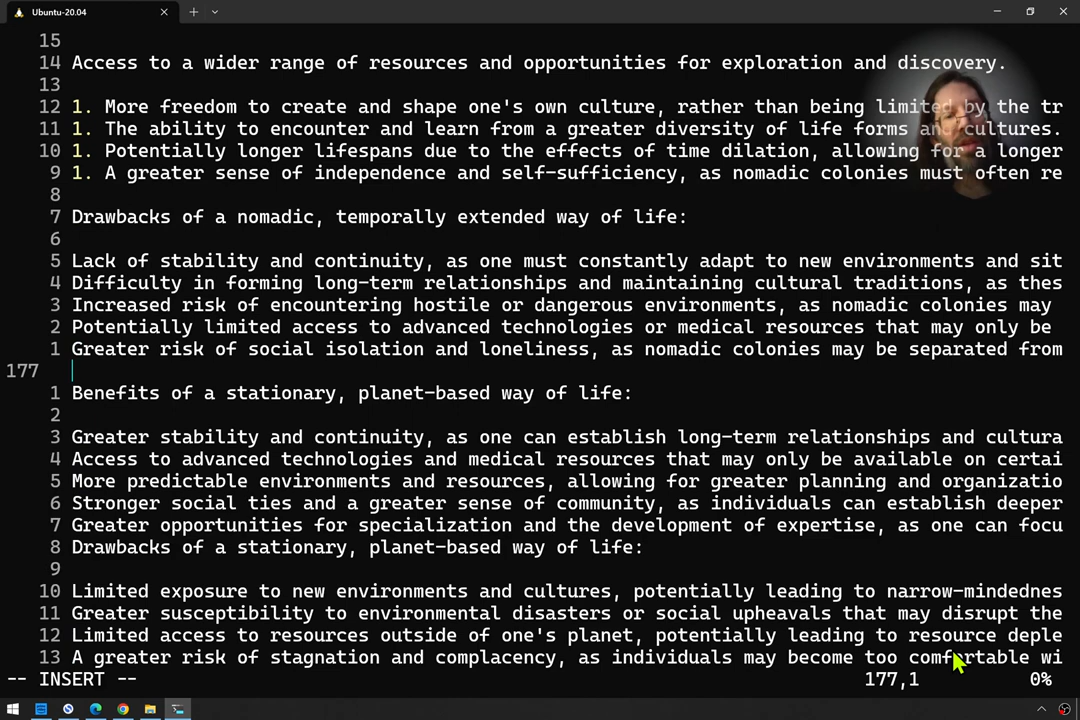 Ubuntu-20.04
15
14 Access to a wider range of resources and opportunities for exploration and discovery.
13
12 1. More freedom to create and shape one's own culture, rather than being limited by the tr
11 1. The ability to encounter and learn from a greater diversity of life forms and cultures.
10 1. Potentially longer lifespans due to the effects of time dilation, allowing for a longer
9 1. A greater sense of independence and self-sufficiency, as nomadic colonies must often re
8
7 Drawbacks of a nomadic, temporally extended way of life:
6
5 Lack of stability and continuity, as one must constantly adapt to new environments and sit
4 Difficulty in forming long-term relationships and maintaining cultural traditions, as thes
3 Increased risk of encountering hostile or dangerous environments, as nomadic colonies may
2 Potentially limited access to advanced technologies or medical resources that may only be
1 Greater risk of social isolation and loneliness, as nomadic colonies may be separated from
177
1 Benefits of a stationary, planet-based way of life:
2
3 Greater stability and continuity, as one can establish long-term relationships and cultura
4 Access to advanced technologies and medical resources that may only be available on certai
5 More predictable environments and resources, allowing for greater planning and organizatio
6 Stronger social ties and a greater sense of community, as individuals can establish deeper
7 Greater opportunities for specialization and the development of expertise, as one can focu
8 Drawbacks of a stationary, planet-based way of life:
9
10 Limited exposure to new environments and cultures, potentially leading to narrow-mindednes
11 Greater susceptibility to environmental disasters or social upheavals that may disrupt the
12 Limited access to resources outside of one's planet, potentially leading to resource deple
13 A greater risk of stagnation and complacency, as individuals may become too comfortable wi
-- INSERT -- 177,1 0%